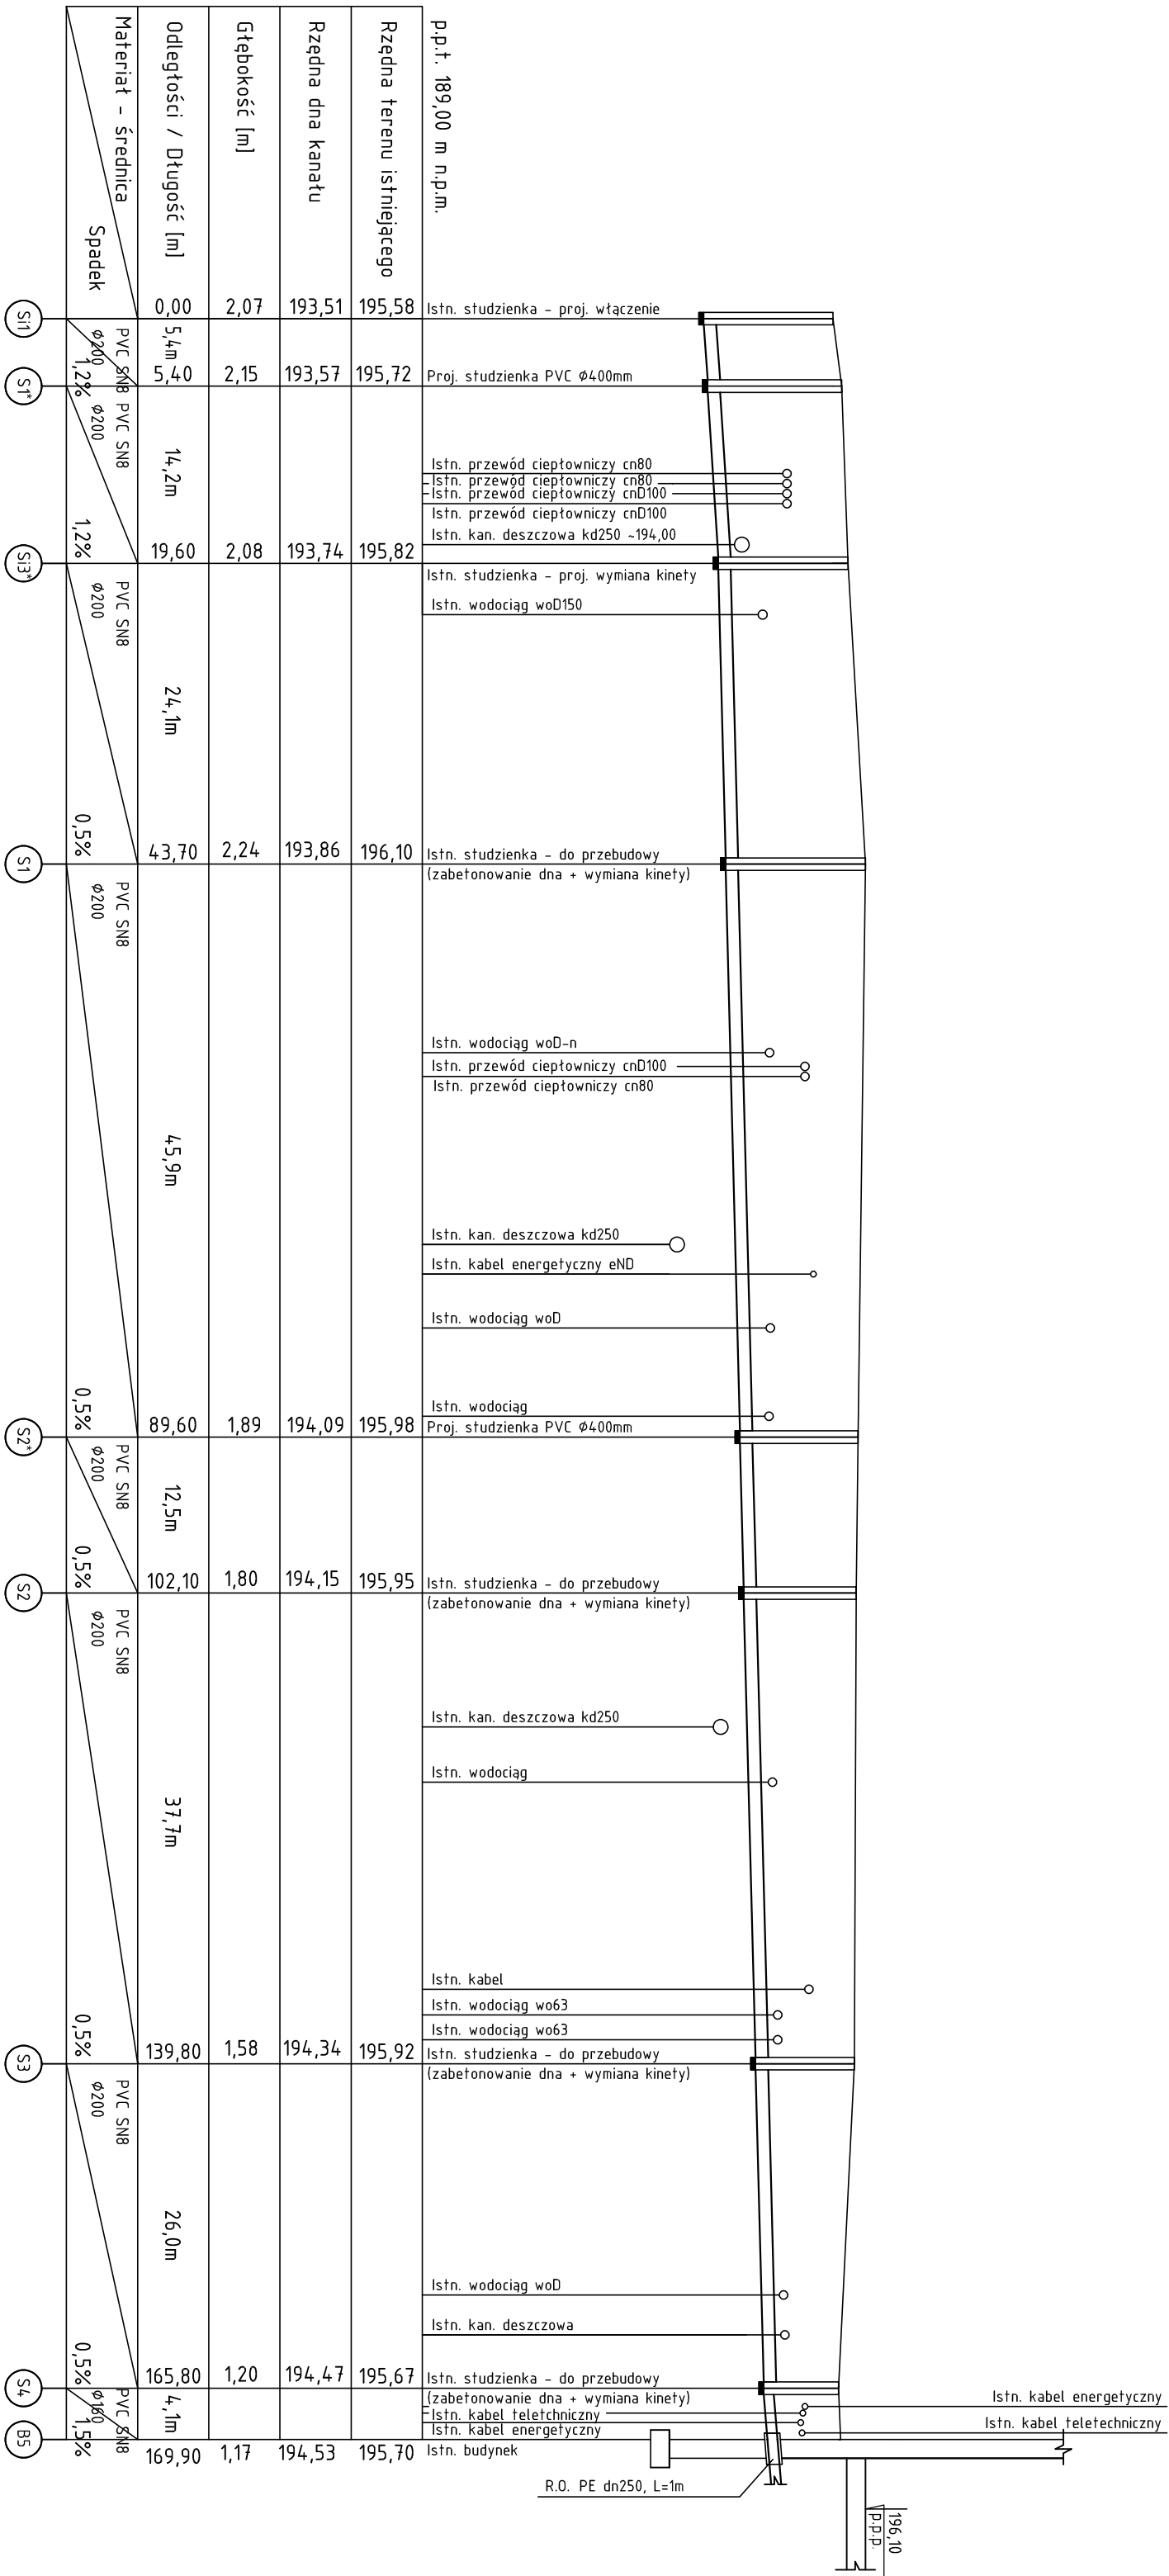 p.p.t. 189,00 m n.p.m.
Rzędna terenu istniejącego
Rzędna dna kanału
Głębokość [m]
Odległości / Długość [m]
Materiał - średnica
Spadek
Si1
0,00
2,07
193,51
195,58
Istn. studzienka - proj. włączenie
PVC SN8
Ø200
1,2%
5,4m
S1*
5,40
2,15
193,57
195,72
Proj. studzienka PVC Ø400mm
PVC SN8
Ø200
1,2%
14,2m
Istn. przewód ciepłowniczy cn80
Istn. przewód ciepłowniczy cn80
Istn. przewód ciepłowniczy cnD100
Istn. przewód ciepłowniczy cnD100
Istn. kan. deszczowa kd250 ~194,00
Si3*
19,60
2,08
193,74
195,82
Istn. studzienka - proj. wymiana kinety
PVC SN8
Ø200
0,5%
24,1m
Istn. wodociąg woD150
S1
43,70
2,24
193,86
196,10
Istn. studzienka - do przebudowy
(zabetonowanie dna + wymiana kinety)
PVC SN8
Ø200
0,5%
45,9m
Istn. wodociąg woD-n
Istn. przewód ciepłowniczy cnD100
Istn. przewód ciepłowniczy cn80
Istn. kan. deszczowa kd250
Istn. kabel energetyczny eND
Istn. wodociąg woD
Istn. wodociąg
S2*
89,60
1,89
194,09
195,98
Proj. studzienka PVC Ø400mm
PVC SN8
Ø200
0,5%
12,5m
S2
102,10
1,80
194,15
195,95
Istn. studzienka - do przebudowy
(zabetonowanie dna + wymiana kinety)
PVC SN8
Ø200
0,5%
37,7m
Istn. kan. deszczowa kd250
Istn. wodociąg
Istn. kabel
Istn. wodociąg wo63
Istn. wodociąg wo63
S3
139,80
1,58
194,34
195,92
Istn. studzienka - do przebudowy
(zabetonowanie dna + wymiana kinety)
PVC SN8
Ø200
0,5%
26,0m
Istn. wodociąg woD
Istn. kan. deszczowa
S4
165,80
1,20
194,47
195,67
Istn. studzienka - do przebudowy
(zabetonowanie dna + wymiana kinety)
PVC SN8
Ø160
1,5%
4,1m
Istn. kabel teletchniczny
Istn. kabel energetyczny
Istn. kabel energetyczny
Istn. kabel teletechniczny
B5
169,90
1,17
194,53
195,70
Istn. budynek
R.O. PE dn250, L=1m
196,10
p.p.p.